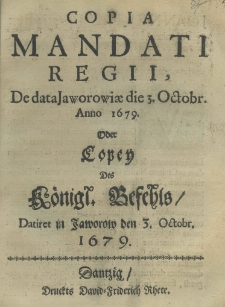 COPIA
MANDATI
REGII,
De data Jaworowiæ die 3. Octobr.
Anno 1679.
Oder
Copey
Des
Königl. Befehls/
Datiret zu Jaworow den 3. Octobr.
1679.
Dantzig/
Druckts David-Friderich Rhete.